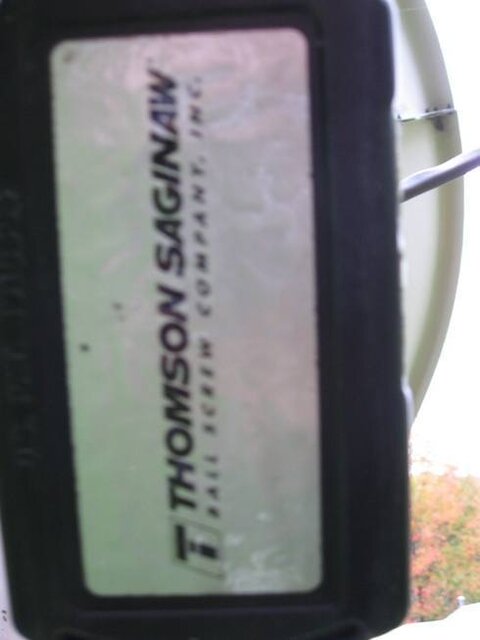 THOMSON SAGINAW
BALL SCREW COMPANY, INC.